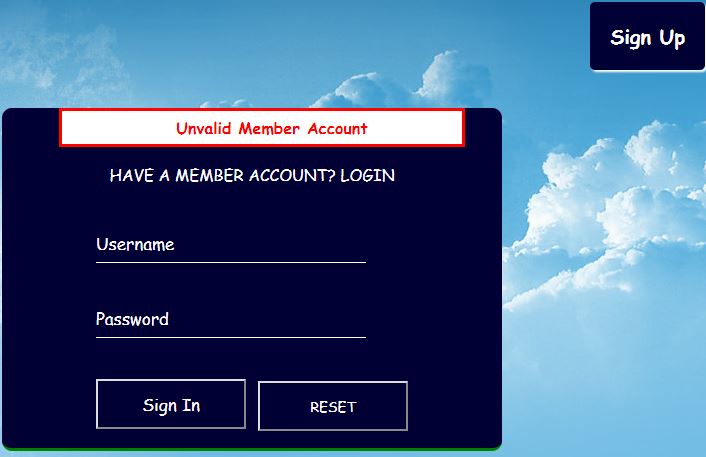 Sign Up
Unvalid Member Account
HAVE A MEMBER ACCOUNT? LOGIN
Username
Password
Sign In
RESET